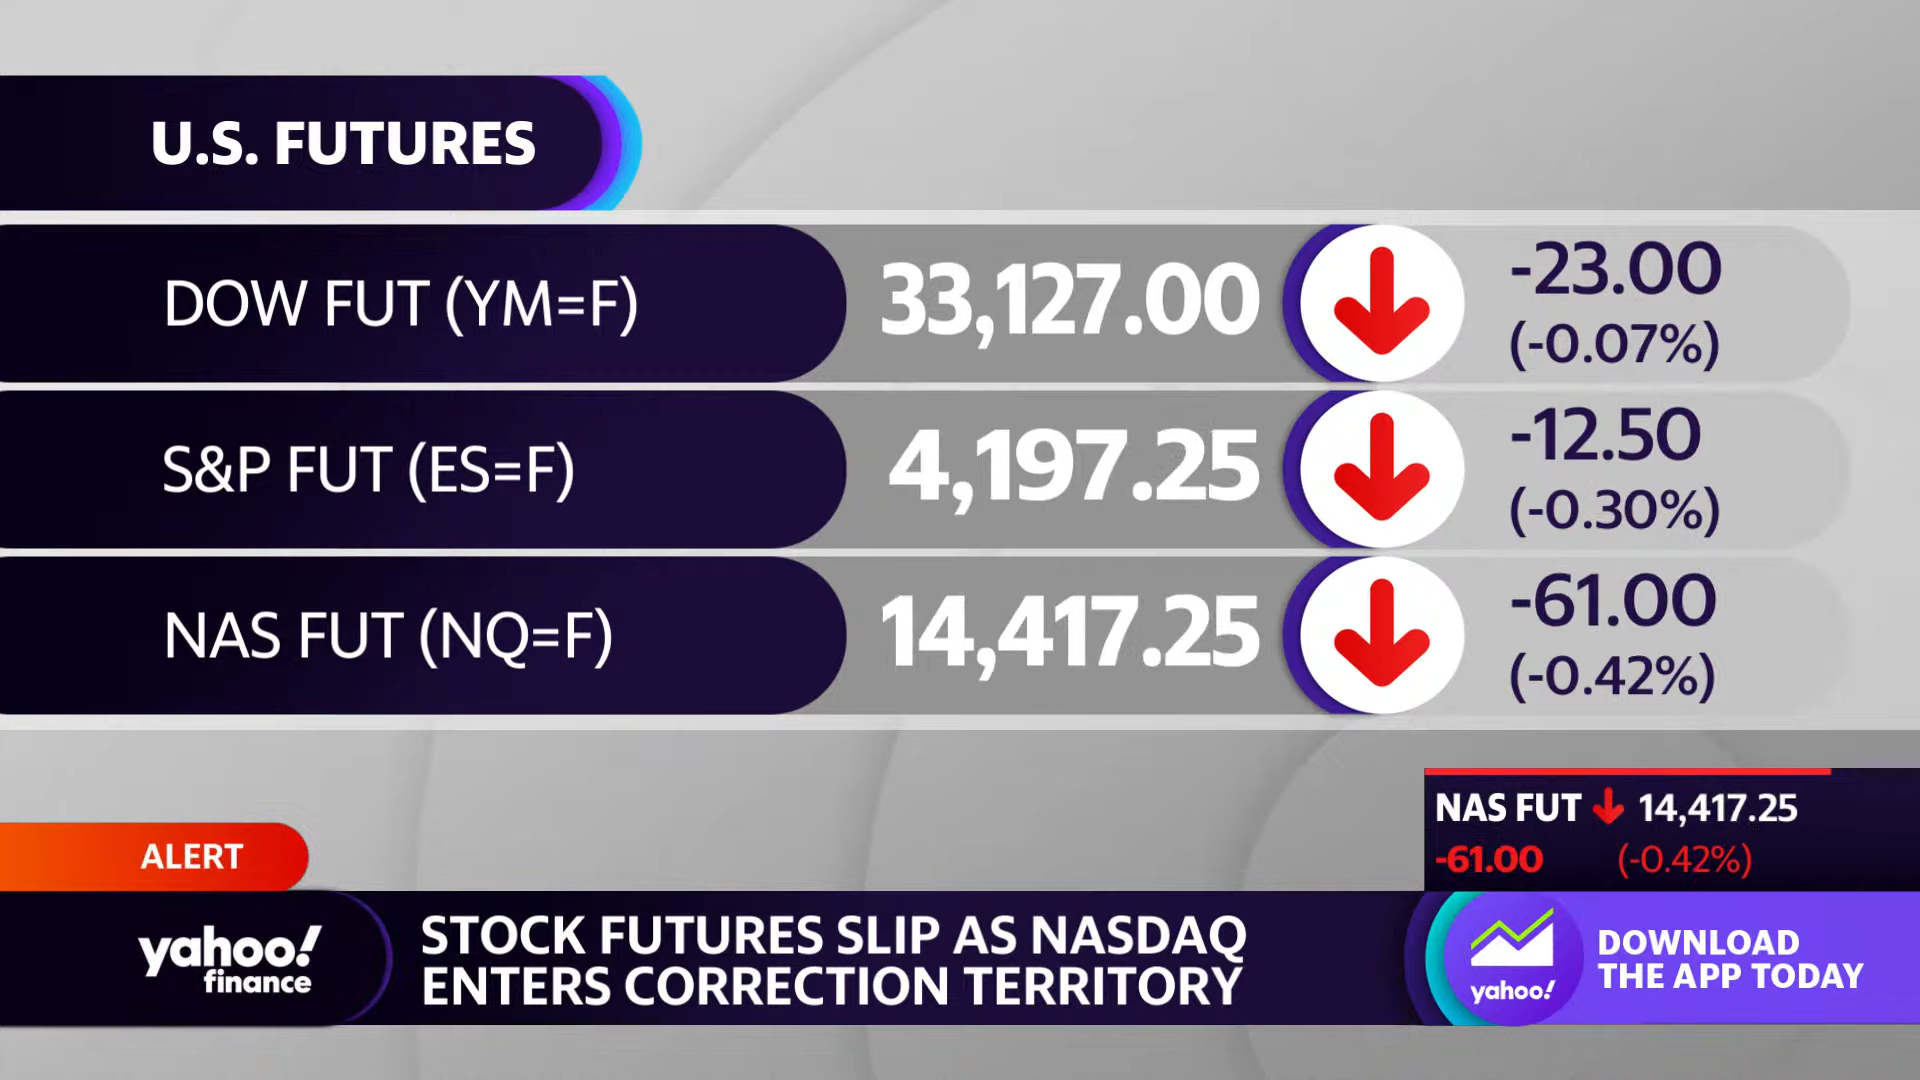 U.S. FUTURES
DOW FUT (YM=F) 33,127.00 -23.00
(-0.07%)
S&P FUT (ES=F) 4,197.25 -12.50
(-0.30%)
NAS FUT (NQ=F) 14,417.25 -61.00
(-0.42%)
NAS FUT 14,417.25
-61.00 (-0.42%)
ALERT
yahoo!
finance
STOCK FUTURES SLIP AS NASDAQ
ENTERS CORRECTION TERRITORY
yahoo!
DOWNLOAD
THE APP TODAY